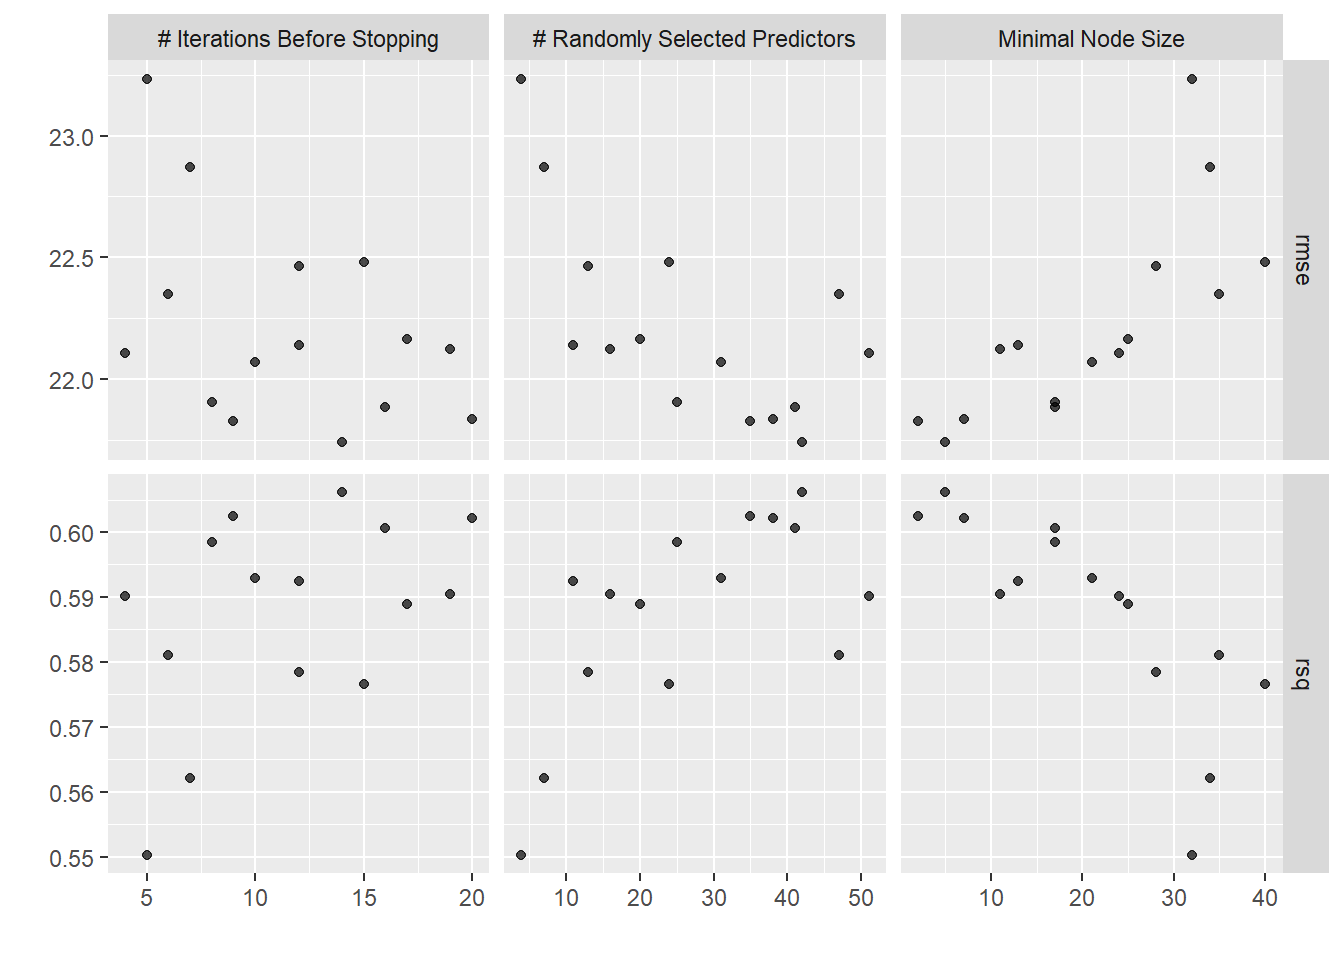 # Iterations Before Stopping # Randomly Selected Predictors Minimal Node Size
23.0
22.5
22.0
rmse
0.60
0.59
0.58
0.57
0.56
0.55
rsq
5 10 15 20 10 20 30 40 50 10 20 30 40